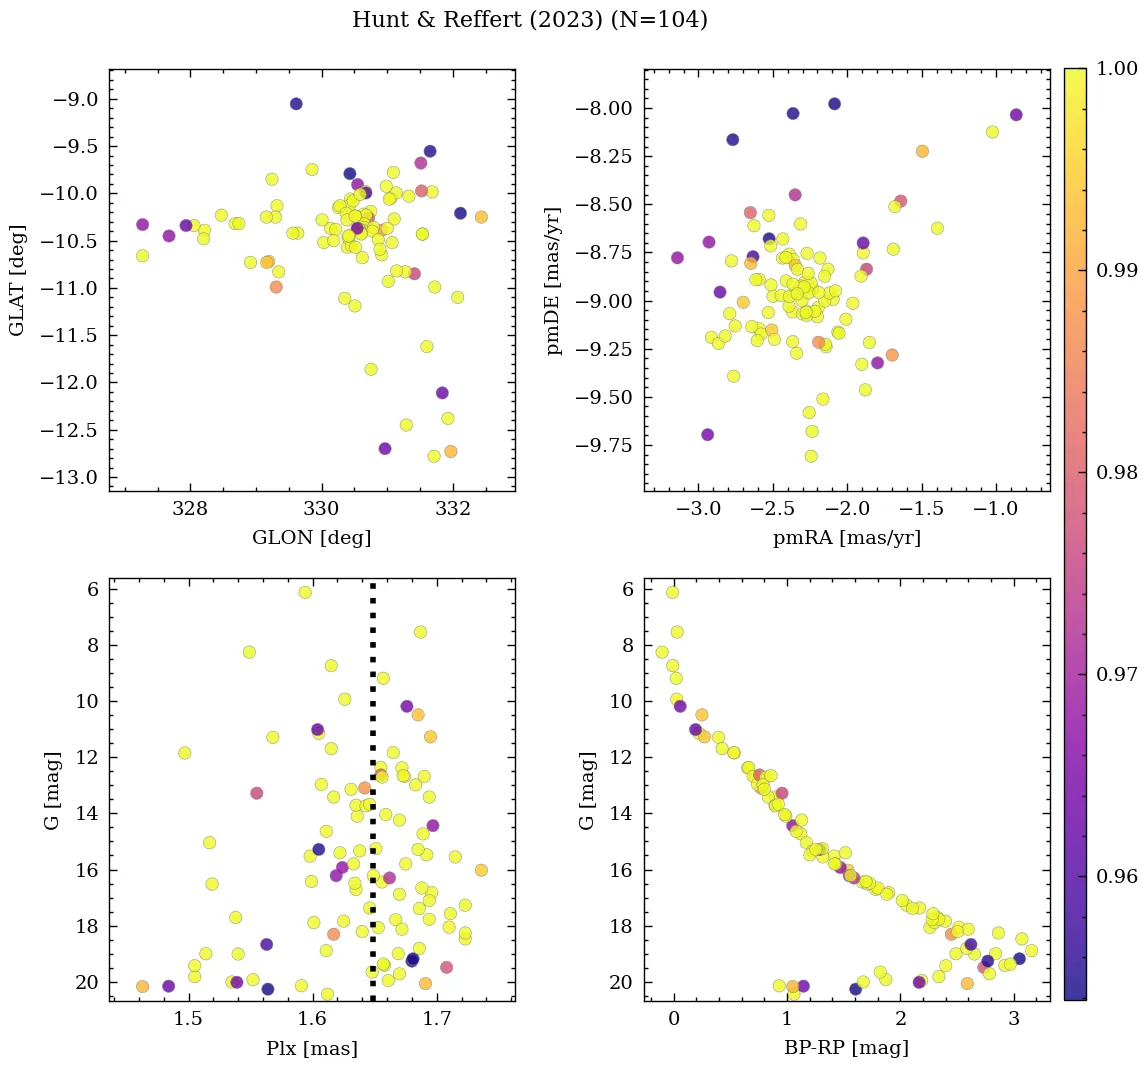 Hunt & Reffert (2023) (N=104)
−9.0
−9.5
−10.0
−10.5
−11.0
−11.5
−12.0
−12.5
−13.0
GLAT [deg]
328 330 332
GLON [deg]
−8.00
−8.25
−8.50
−8.75
−9.00
−9.25
−9.50
−9.75
pmDE [mas/yr]
−3.0 −2.5 −2.0 −1.5 −1.0
pmRA [mas/yr]
1.00
0.99
0.98
0.97
0.96
6
8
10
12
14
16
18
20
G [mag]
1.5 1.6 1.7
Plx [mas]
6
8
10
12
14
16
18
20
G [mag]
0 1 2 3
BP-RP [mag]